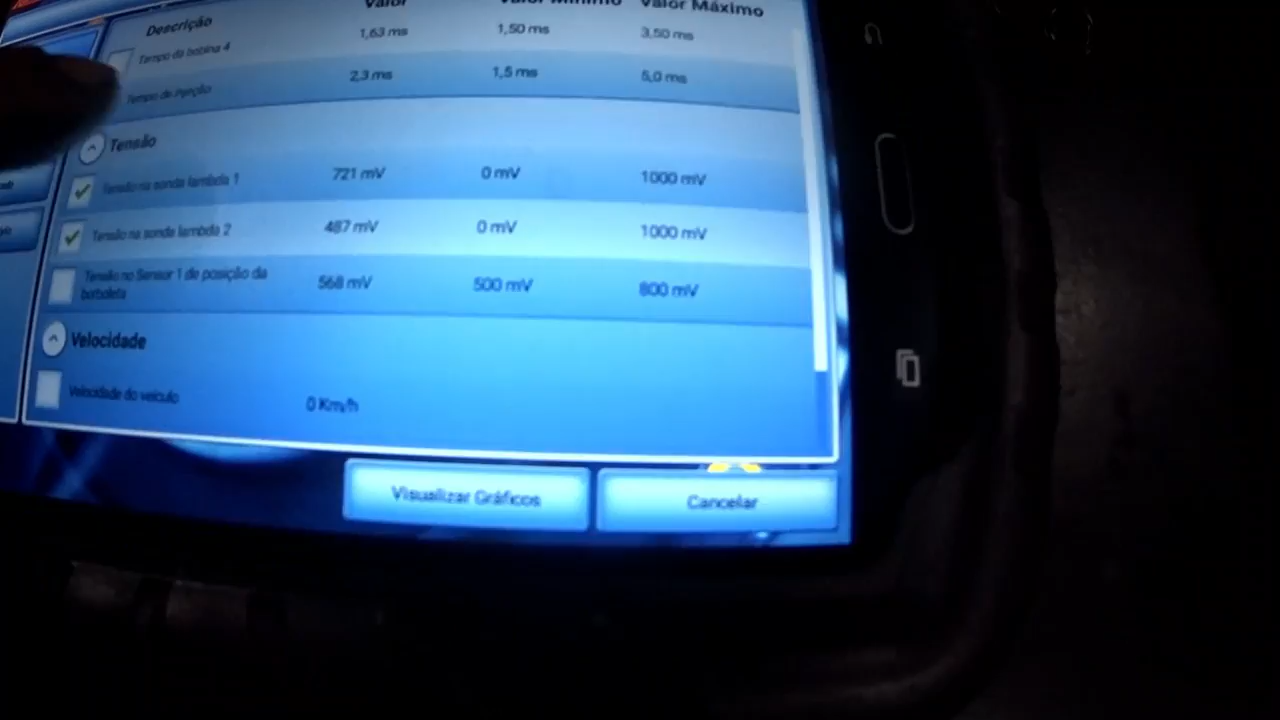 Descrição Valor Valor Mínimo Valor Máximo
Tempo da bobina 4 1,63 ms 1,50 ms 3,50 ms
Tempo de injeção 2,3 ms 1,5 ms 5,0 ms
Tensão
Tensão na sonda lambda 1 721 mV 0 mV 1000 mV
Tensão na sonda lambda 2 487 mV 0 mV 1000 mV
Tensão no Sensor 1 de posição da
borboleta 568 mV 500 mV 800 mV
Velocidade
Velocidade do veículo 0 Km/h
Visualizar Gráficos Cancelar